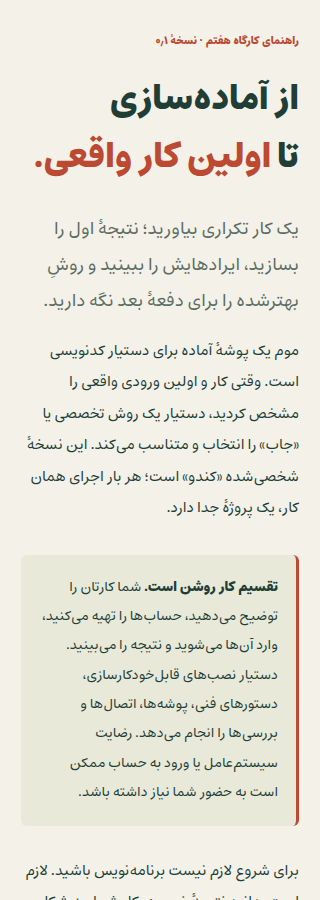 راهنمای کارگاه هفتم · نسخهٔ ۰٫۱
از آماده‌سازی
تا اولین کار واقعی.
یک کار تکراری بیاورید؛ نتیجهٔ اول را
بسازید، ایرادهایش را ببینید و روشِ
بهترشده را برای دفعهٔ بعد نگه دارید.
موم یک پوشهٔ آماده برای دستیار کدنویسی
است. وقتی کار و اولین ورودی واقعی را
مشخص کردید، دستیار یک روش تخصصی یا
«جاب» را انتخاب و متناسب می‌کند. این نسخهٔ
شخصی‌شده «کندو» است؛ هر بار اجرای همان
کار، یک پروژهٔ جدا دارد.
تقسیم کار روشن است. شما کارتان را
توضیح می‌دهید، حساب‌ها را تهیه می‌کنید،
وارد آن‌ها می‌شوید و نتیجه را می‌بینید.
دستیار نصب‌های قابل‌خودکارسازی،
دستورهای فنی، پوشه‌ها، اتصال‌ها و
بررسی‌ها را انجام می‌دهد. رضایت
سیستم‌عامل یا ورود به حساب ممکن
است به حضور شما نیاز داشته باشد.
برای شروع لازم نیست برنامه‌نویس باشید. لازم